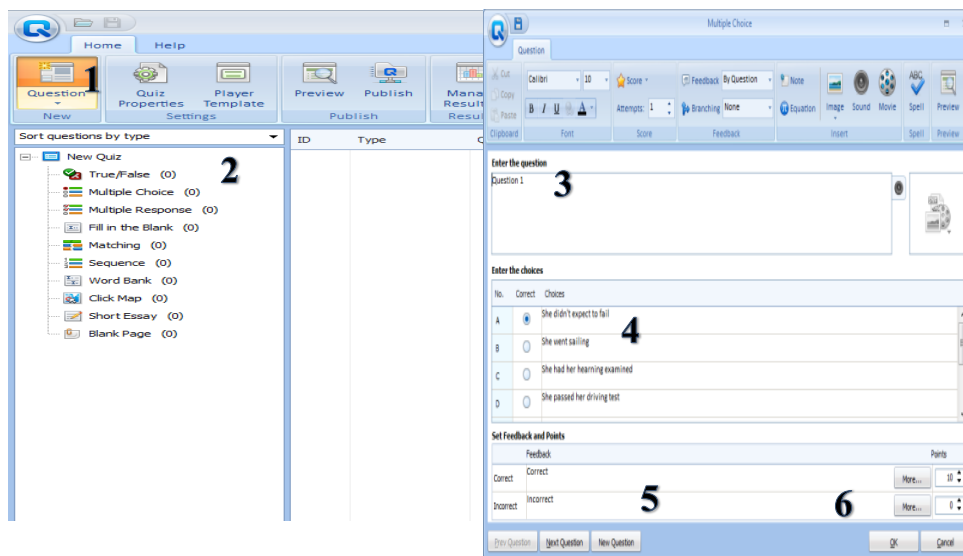 Home Help
1
Question Quiz Properties Player Template Preview Publish Mana Result
New Settings Publish Resul
Sort questions by type
ID Type
New Quiz
2
True/False (0)
Multiple Choice (0)
Multiple Response (0)
Fill in the Blank (0)
Matching (0)
Sequence (0)
Word Bank (0)
Click Map (0)
Short Essay (0)
Blank Page (0)
Multiple Choice
Question
Cut Calibri 10 Score Feedback By Question Note
Copy
Paste B I U A Attempts: 1 Branching None Equation Image Sound Movie Spell Preview
ABC
Clipboard Font Score Feedback Insert Spell Preview
Enter the question
Question 1
3
Enter the choices
No. Correct Choices
A She didn't expect to fail
4
B She went sailing
C She had her hearning examined
D She passed her driving test
Set Feedback and Points
Feedback Points
Correct Correct More... 10
Incorrect Incorrect More... 0
5 6
Prev Question Next Question New Question OK Cancel